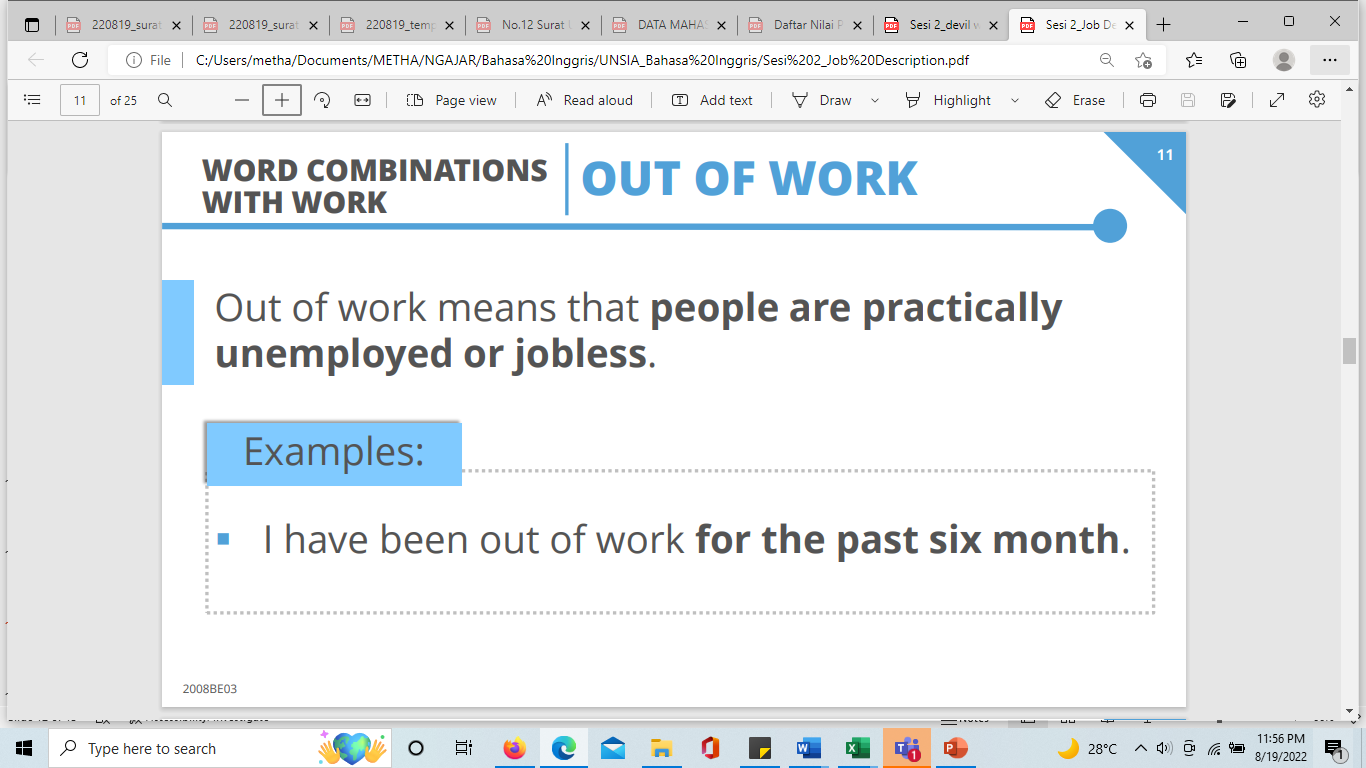 220819_surat
220819_surat
220819_temp
No.12 Surat
DATA MAHAS
Daftar Nilai P
Sesi 2_devil w
Sesi 2_Job De
File
C:/Users/metha/Documents/METHA/NGAJAR/Bahasa%20Inggris/UNSIA_Bahasa%20Inggris/Sesi%202_Job%20Description.pdf
11 of 25
Page view
Read aloud
Add text
Draw
Highlight
Erase
WORD COMBINATIONS
WITH WORK
OUT OF WORK
11
Out of work means that people are practically
unemployed or jobless.
Examples:
I have been out of work for the past six month.
2008BE03
Type here to search
28°C
11:56 PM
8/19/2022
1
1